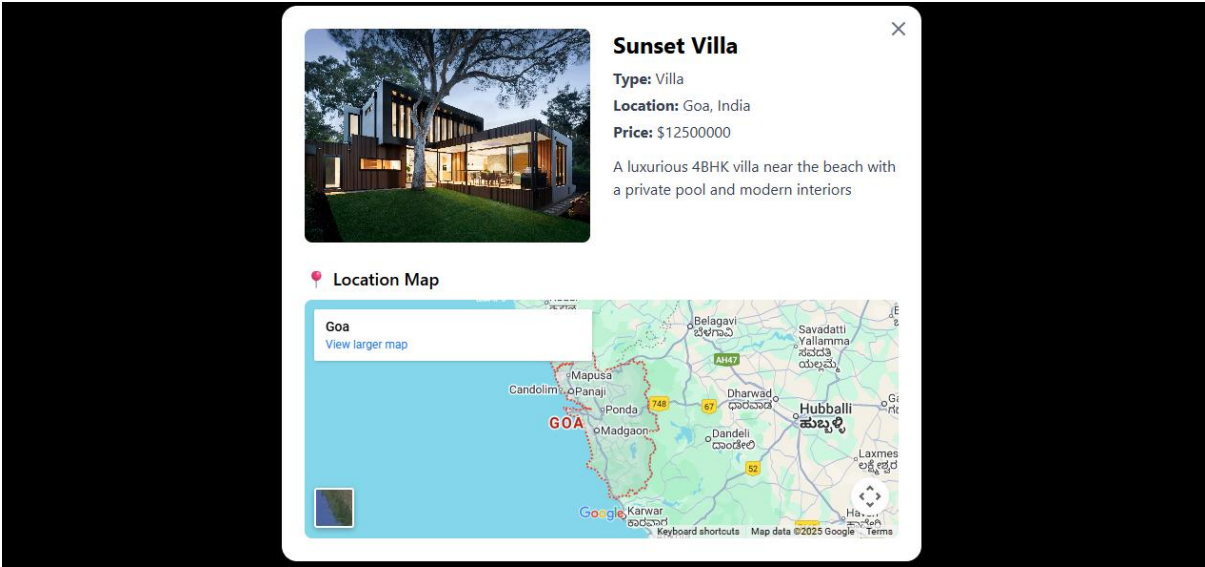 Sunset Villa
Type: Villa
Location: Goa, India
Price: $12500000
A luxurious 4BHK villa near the beach with
a private pool and modern interiors
Location Map
Goa
View larger map
Belagavi
ಬೆಳಗಾವಿ
Savadatti
Yallamma
ಸವದತ್ತಿ
ಯಲ್ಲಮ್ಮ
AH47
Mapusa
Candolim
Panaji
Dharwad
ಧಾರವಾಡ
Ponda
748
67
Hubballi
ಹುಬ್ಬಳ್ಳಿ
GOA
Madgaon
Dandeli
ದಾಂಡೇಲಿ
Laxmes
ಲಕ್ಷ್ಮೇಶ್ವರ
52
Google
Karwar
ಕಾರವಾರ
Keyboard shortcuts
Map data ©2025 Google
Terms